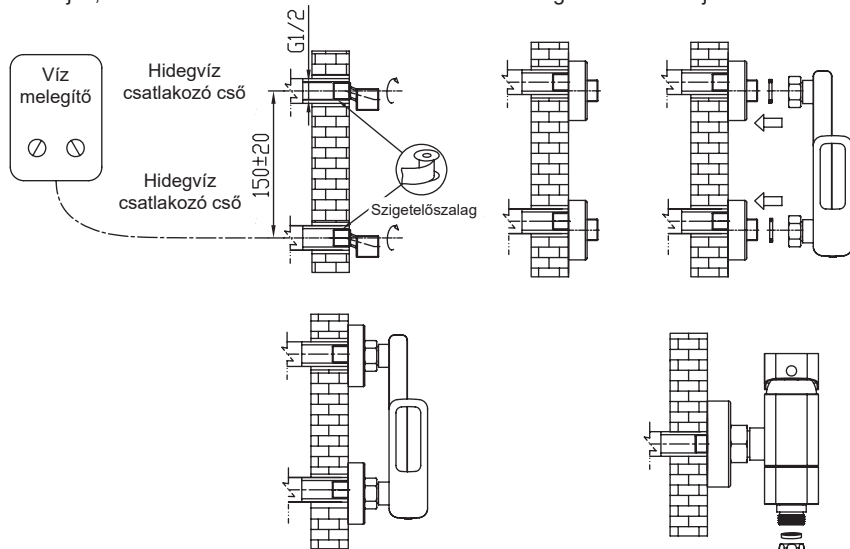 G1/2
Víz
melegítő
Hidegvíz
csatlakozó cső
150±20
Hidegvíz
csatlakozó cső
Szigetelőszalag